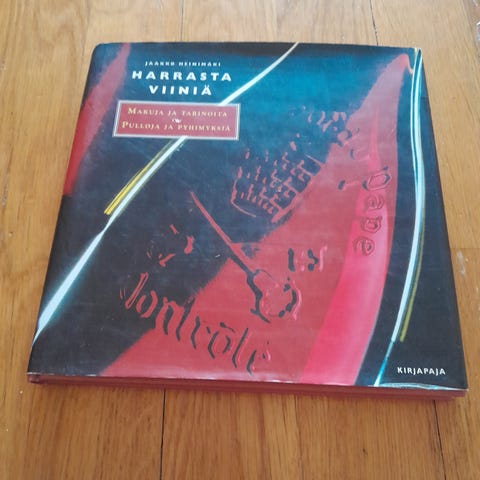 JAAKKO HEINIMÄKI
HARRASTA
VIINIÄ
MAKUJA JA TARINOITA
PULLOJA JA PYHIMYKSIÄ
Pape
Contrôlé
KIRJAPAJA